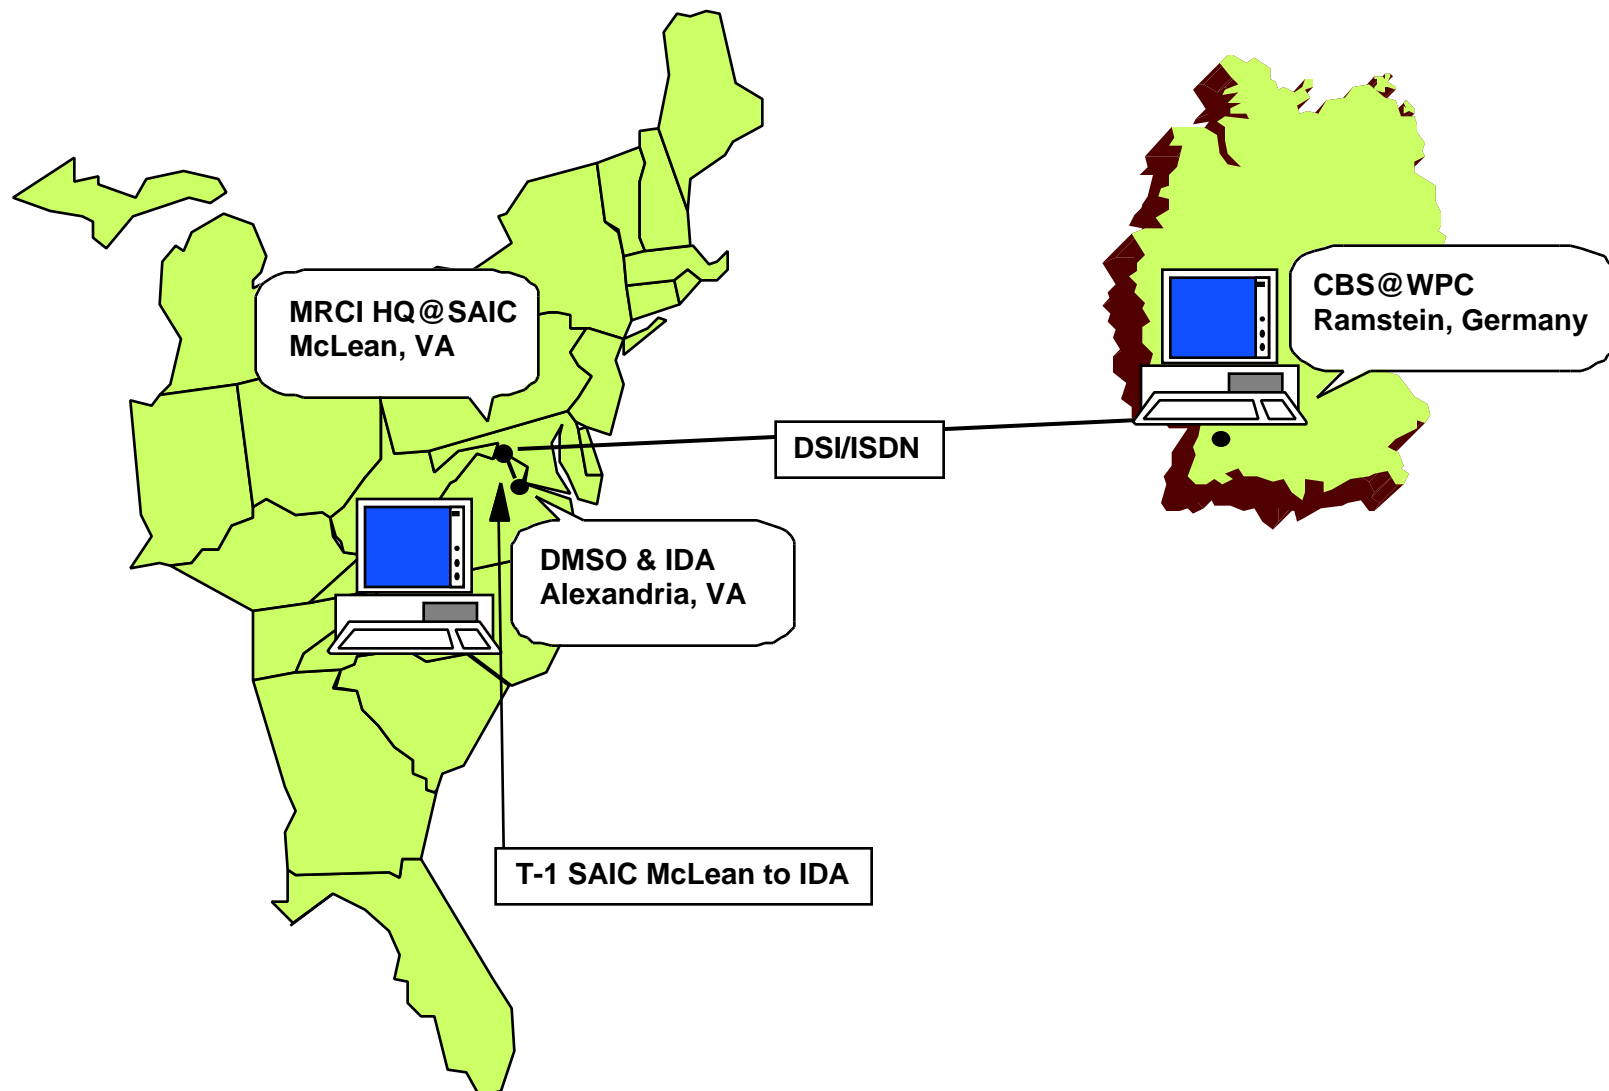 MRCI HQ@SAIC
McLean, VA
CBS@WPC
Ramstein, Germany
DSI/ISDN
DMSO & IDA
Alexandria, VA
T-1 SAIC McLean to IDA